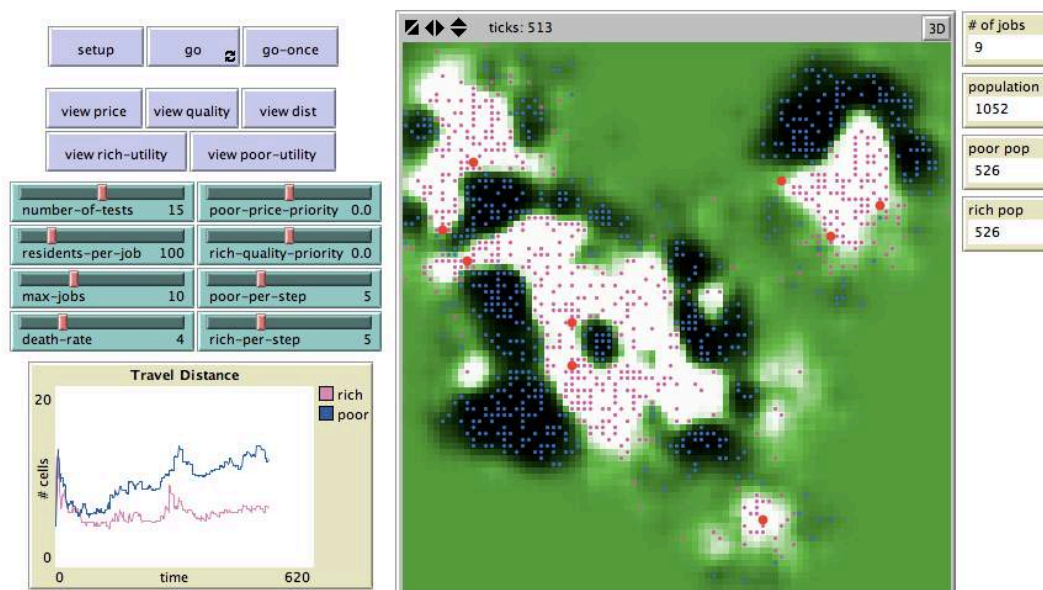 setup
go
go-once
view price
view quality
view dist
view rich-utility
view poor-utility
number-of-tests 15
poor-price-priority 0.0
residents-per-job 100
rich-quality-priority 0.0
max-jobs 10
poor-per-step 5
death-rate 4
rich-per-step 5
Travel Distance
20
# cells
0
0
time
620
rich
poor
ticks: 513
3D
# of jobs
9
population
1052
poor pop
526
rich pop
526